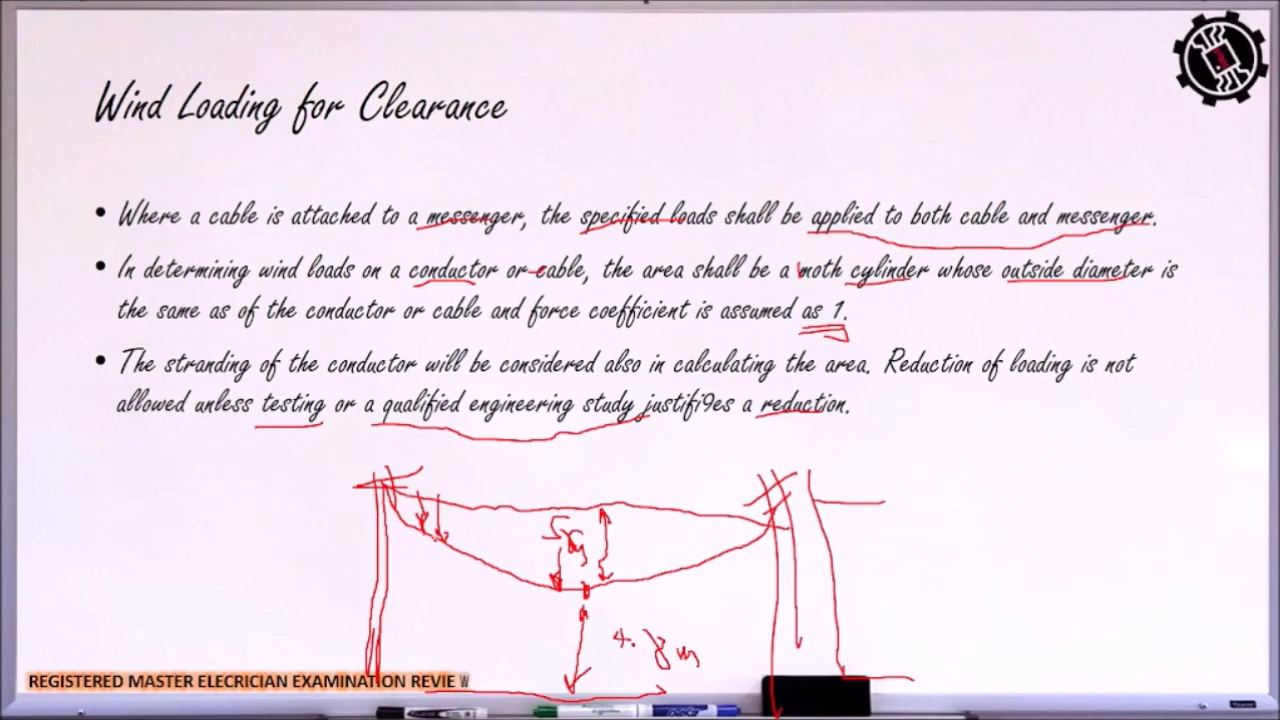 Wind Loading for Clearance
• Where a cable is attached to a messenger, the specified loads shall be applied to both cable and messenger.
• In determining wind loads on a conductor or cable, the area shall be a moth cylinder whose outside diameter is
the same as of the conductor or cable and force coefficient is assumed as 1.
• The stranding of the conductor will be considered also in calculating the area. Reduction of loading is not
allowed unless testing or a qualified engineering study justifi9es a reduction.
REGISTERED MASTER ELECRICIAN EXAMINATION REVIE W